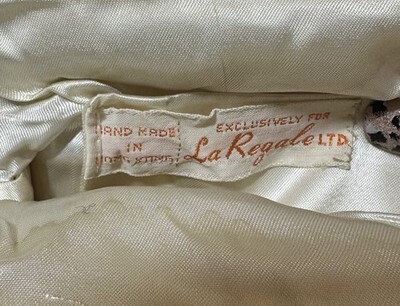 HAND MADE
IN
HONG KONG
EXCLUSIVELY FOR
La Regale LTD